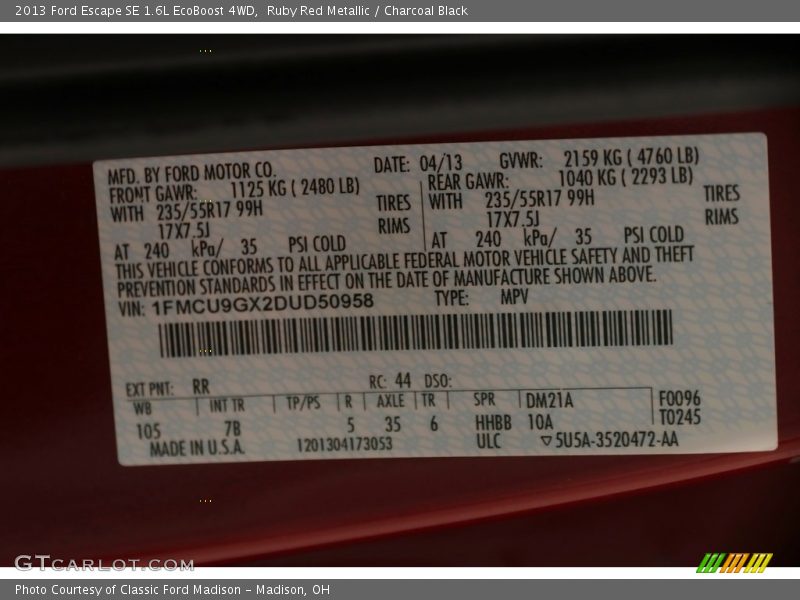 2013 Ford Escape SE 1.6L EcoBoost 4WD,  Ruby Red Metallic / Charcoal Black
MFD. BY FORD MOTOR CO. DATE: 04/13 GVWR: 2159 KG ( 4760 LB)
FRONT GAWR: 1125 KG ( 2480 LB) REAR GAWR: 1040 KG ( 2293 LB)
WITH 235/55R17 99H TIRES WITH 235/55R17 99H TIRES
17X7.5J RIMS 17X7.5J RIMS
AT 240 kPa/ 35 PSI COLD AT 240 kPa/ 35 PSI COLD
THIS VEHICLE CONFORMS TO ALL APPLICABLE FEDERAL MOTOR VEHICLE SAFETY AND THEFT
PREVENTION STANDARDS IN EFFECT ON THE DATE OF MANUFACTURE SHOWN ABOVE.
VIN: 1FMCU9GX2DUD50958 TYPE: MPV
EXT PNT: RR RC: 44 DSO:
WB INT TR TP/PS R AXLE TR SPR DM21A F0096
105 7B 5 35 6 HHBB 10A T0245
MADE IN U.S.A. 1201304173053 ULC ▽5U5A-3520472-AA
GTCARLOT.COM
Photo Courtesy of Classic Ford Madison - Madison, OH